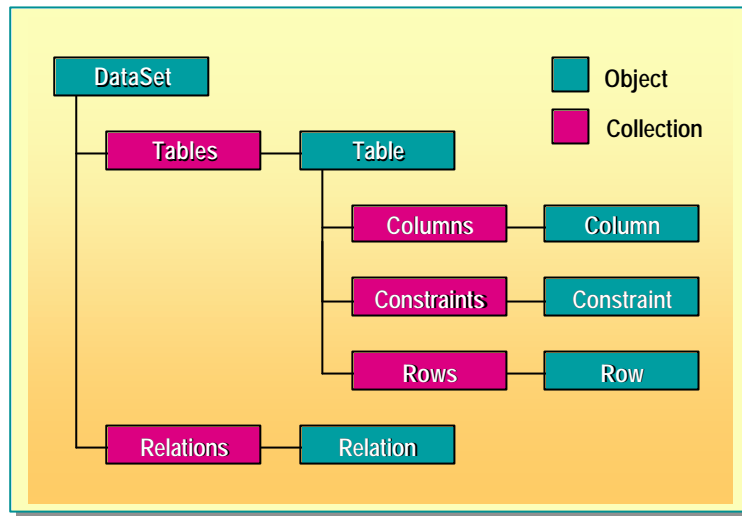 DataSet
Object
Collection
Tables
Table
Columns
Column
Constraints
Constraint
Rows
Row
Relations
Relation